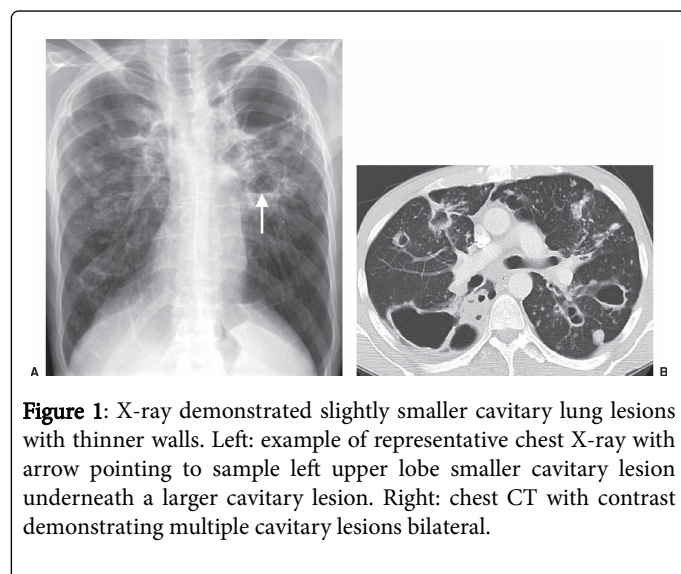 A
B
Figure 1: X-ray demonstrated slightly smaller cavitary lung lesions
with thinner walls. Left: example of representative chest X-ray with
arrow pointing to sample left upper lobe smaller cavitary lesion
underneath a larger cavitary lesion. Right: chest CT with contrast
demonstrating multiple cavitary lesions bilateral.